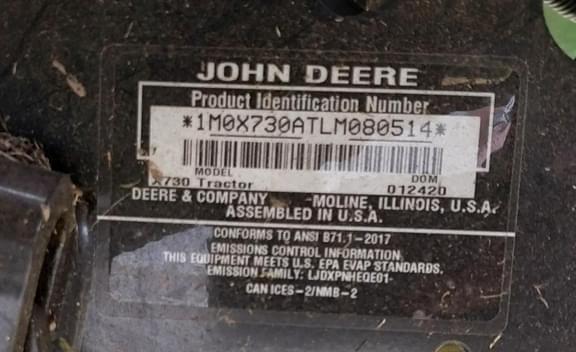 JOHN DEERE
Product Identification Number
*1M0X730ATLM080514*
MODEL DOM
X730 Tractor 012420
DEERE & COMPANY MOLINE, ILLINOIS, U.S.A.
ASSEMBLED IN U.S.A.
CONFORMS TO ANSI B71.1-2017
EMISSIONS CONTROL INFORMATION
THIS EQUIPMENT MEETS U.S. EPA EVAP STANDARDS.
EMISSION FAMILY: LJDXPNHEQE01
CAN ICES-2/NMB-2